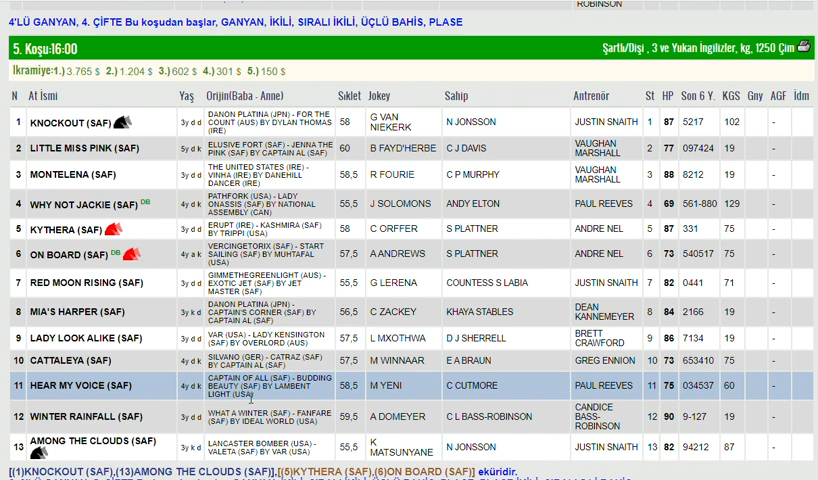 ROBINSON
4'LÜ GANYAN, 4. ÇİFTE Bu koşudan başlar, GANYAN, İKİLİ, SIRALI İKİLİ, ÜÇLÜ BAHİS, PLASE
5. Koşu:16:00 Şartlı/Dişi , 3 ve Yukarı İngilizler, kg, 1250 Çim
İkramiye:1.) 3.765 $ 2.) 1.204 $ 3.) 602 $ 4.) 301 $ 5.) 150 $
N At İsmi Yaş Orijin(Baba - Anne) Sıklet Jokey Sahip Antrenör St HP Son 6 Y. KGS Gny AGF İdm
1 KNOCKOUT (SAF) 3y d d DANON PLATINA (JPN) - FOR THE COUNT (AUS) BY DYLAN THOMAS (IRE) 58 G VAN NIEKERK N JONSSON JUSTIN SNAITH 1 87 5217 102 -
2 LITTLE MISS PINK (SAF) 5y d k ELUSIVE FORT (SAF) - JENNA THE PINK (SAF) BY CAPTAIN AL (SAF) 60 B FAYD'HERBE C J DAVIS VAUGHAN MARSHALL 2 77 097424 19 -
3 MONTELENA (SAF) 3y d d THE UNITED STATES (IRE) - VINHA (IRE) BY DANEHILL DANCER (IRE) 58,5 R FOURIE C P MURPHY VAUGHAN MARSHALL 3 88 8212 19 -
4 WHY NOT JACKIE (SAF) DB 4y d k PATHFORK (USA) - LADY ONASSIS (SAF) BY NATIONAL ASSEMBLY (CAN) 55,5 J SOLOMONS ANDY ELTON PAUL REEVES 4 69 561-880 129 -
5 KYTHERA (SAF) 3y d d ERUPT (IRE) - KASHMIRA (SAF) BY TRIPPI (USA) 58 C ORFFER S PLATTNER ANDRE NEL 5 87 331 75 -
6 ON BOARD (SAF) DB 4y a k VERCINGETORIX (SAF) - START SAILING (SAF) BY MUHTAFAL (USA) 57,5 A ANDREWS S PLATTNER ANDRE NEL 6 73 540517 75 -
7 RED MOON RISING (SAF) 3y d d GIMMETHEGREENLIGHT (AUS) - EXOTIC JET (SAF) BY JET MASTER (SAF) 55,5 G LERENA COUNTESS S LABIA JUSTIN SNAITH 7 82 0441 71 -
8 MIA'S HARPER (SAF) 3y k d DANON PLATINA (JPN) - CAPTAIN'S CORNER (SAF) BY CAPTAIN AL (SAF) 56,5 C ZACKEY KHAYA STABLES DEAN KANNEMEYER 8 84 2166 19 -
9 LADY LOOK ALIKE (SAF) 3y d d VAR (USA) - LADY KENSINGTON (SAF) BY OVERLORD (AUS) 57,5 L MXOTHWA D J SHERRELL BRETT CRAWFORD 9 86 7134 19 -
10 CATTALEYA (SAF) 4y d k SILVANO (GER) - CATRAZ (SAF) BY CAPTAIN AL (SAF) 57,5 M WINNAAR E A BRAUN GREG ENNION 10 73 653410 75 -
11 HEAR MY VOICE (SAF) 4y d k CAPTAIN OF ALL (SAF) - BUDDING BEAUTY (SAF) BY LAMBENT LIGHT (USA) 58,5 M YENI C CUTMORE PAUL REEVES 11 75 034537 60 -
12 WINTER RAINFALL (SAF) 3y d d WHAT A WINTER (SAF) - FANFARE (SAF) BY IDEAL WORLD (USA) 59,5 A DOMEYER C L BASS-ROBINSON CANDICE BASS-ROBINSON 12 90 9-127 19 -
13 AMONG THE CLOUDS (SAF) 3y k d LANCASTER BOMBER (USA) - VALETA (SAF) BY VAR (USA) 55,5 K MATSUNYANE N JONSSON JUSTIN SNAITH 13 82 94212 87 -
[(1)KNOCKOUT (SAF),(13)AMONG THE CLOUDS (SAF)],[(5)KYTHERA (SAF),(6)ON BOARD (SAF)] eküridir.